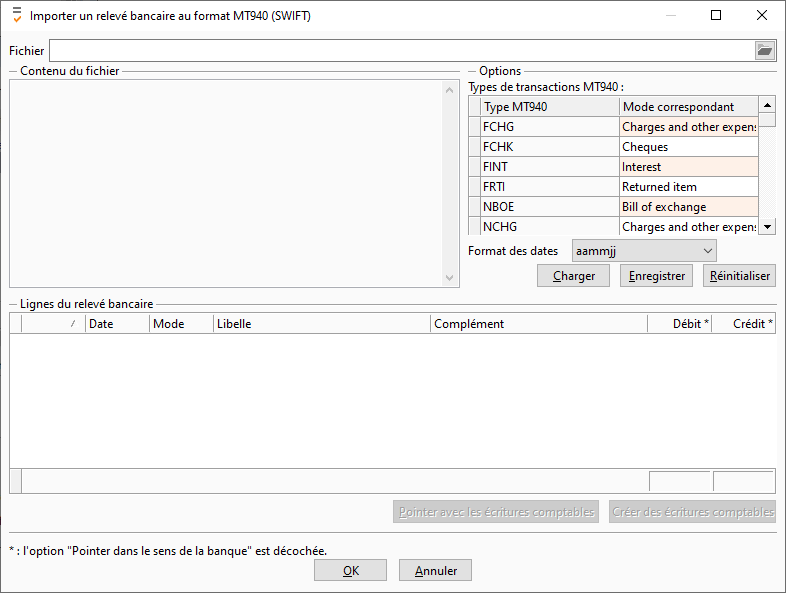 Importer un relevé bancaire au format MT940 (SWIFT)
Fichier
Contenu du fichier
Options
Types de transactions MT940 :
Type MT940 Mode correspondant
FCHG Charges and other expens
FCHK Cheques
FINT Interest
FRTI Returned item
NBOE Bill of exchange
NCHG Charges and other expens
Format des dates aammjj
Charger Enregistrer Réinitialiser
Lignes du relevé bancaire
Date Mode Libelle Complément Débit * Crédit *
Pointer avec les écritures comptables Créer des écritures comptables
* : l'option "Pointer dans le sens de la banque" est décochée.
OK Annuler